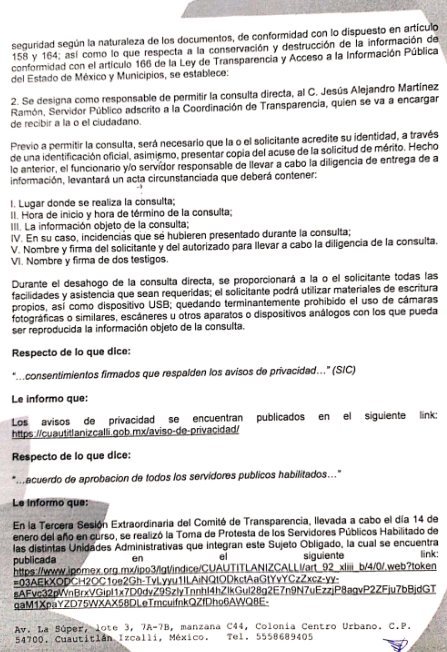 seguridad según la naturaleza de los documentos, de conformidad con lo dispuesto en artículo
158 y 164; así como lo que respecta a la conservación y destrucción de la información de
conformidad con el artículo 166 de la Ley de Transparencia y Acceso a la Información Pública
del Estado de México y Municipios, se establece:
2. Se designa como responsable de permitir la consulta directa, al C. Jesús Alejandro Martínez
Ramón, Servidor Público adscrito a la Coordinación de Transparencia, quien se va a encargar
de recibir a la o el ciudadano.
Previo a permitir la consulta, será necesario que la o el solicitante acredite su identidad, a través
de una identificación oficial, asimismo, presentar copia del acuse de la solicitud de mérito. Hecho
lo anterior, el funcionario y/o servidor responsable de llevar a cabo la diligencia de entrega de a
información, levantará un acta circunstanciada que deberá contener:
I. Lugar donde se realiza la consulta;
II. Hora de inicio y hora de término de la consulta;
III. La información objeto de la consulta;
IV. En su caso, incidencias que se hubieren presentado durante la consulta;
V. Nombre y firma del solicitante y del autorizado para llevar a cabo la diligencia de la consulta.
VI. Nombre y firma de dos testigos.
Durante el desahogo de la consulta directa, se proporcionará a la o el solicitante todas las
facilidades y asistencia que sean requeridas; el solicitante podrá utilizar materiales de escritura
propios, así como dispositivo USB; quedando terminantemente prohibido el uso de cámaras
fotográficas o similares, escáneres u otros aparatos o dispositivos análogos con los que pueda
ser reproducida la información objeto de la consulta.
Respecto de lo que dice:
"...consentimientos firmados que respalden los avisos de privacidad..." (SIC)
Le informo que:
Los avisos de privacidad se encuentran publicados en el siguiente link:
https://cuautitlanizcalli.gob.mx/aviso-de-privacidad/
Respecto de lo que dice:
"...acuerdo de aprobacion de todos los servidores publicos habilitados..."
Le Informo que:
En la Tercera Sesión Extraordinaria del Comité de Transparencia, llevada a cabo el día 14 de
enero del año en curso, se realizó la Toma de Protesta de los Servidores Públicos Habilitado de
las distintas Unidades Administrativas que integran este Sujeto Obligado, la cual se encuentra
publicada en el siguiente link:
https://www.ipomex.org.mx/ipo3/lgt/indice/CUAUTITLANIZCALLI/art_92_xliii_b/4/0/.web?token
Av. La Súper, lote 3, 7A-7B, manzana C44, Colonia Centro Urbano. C.P.
54700. Cuautitlán Izcalli, México. Tel. 5558689405